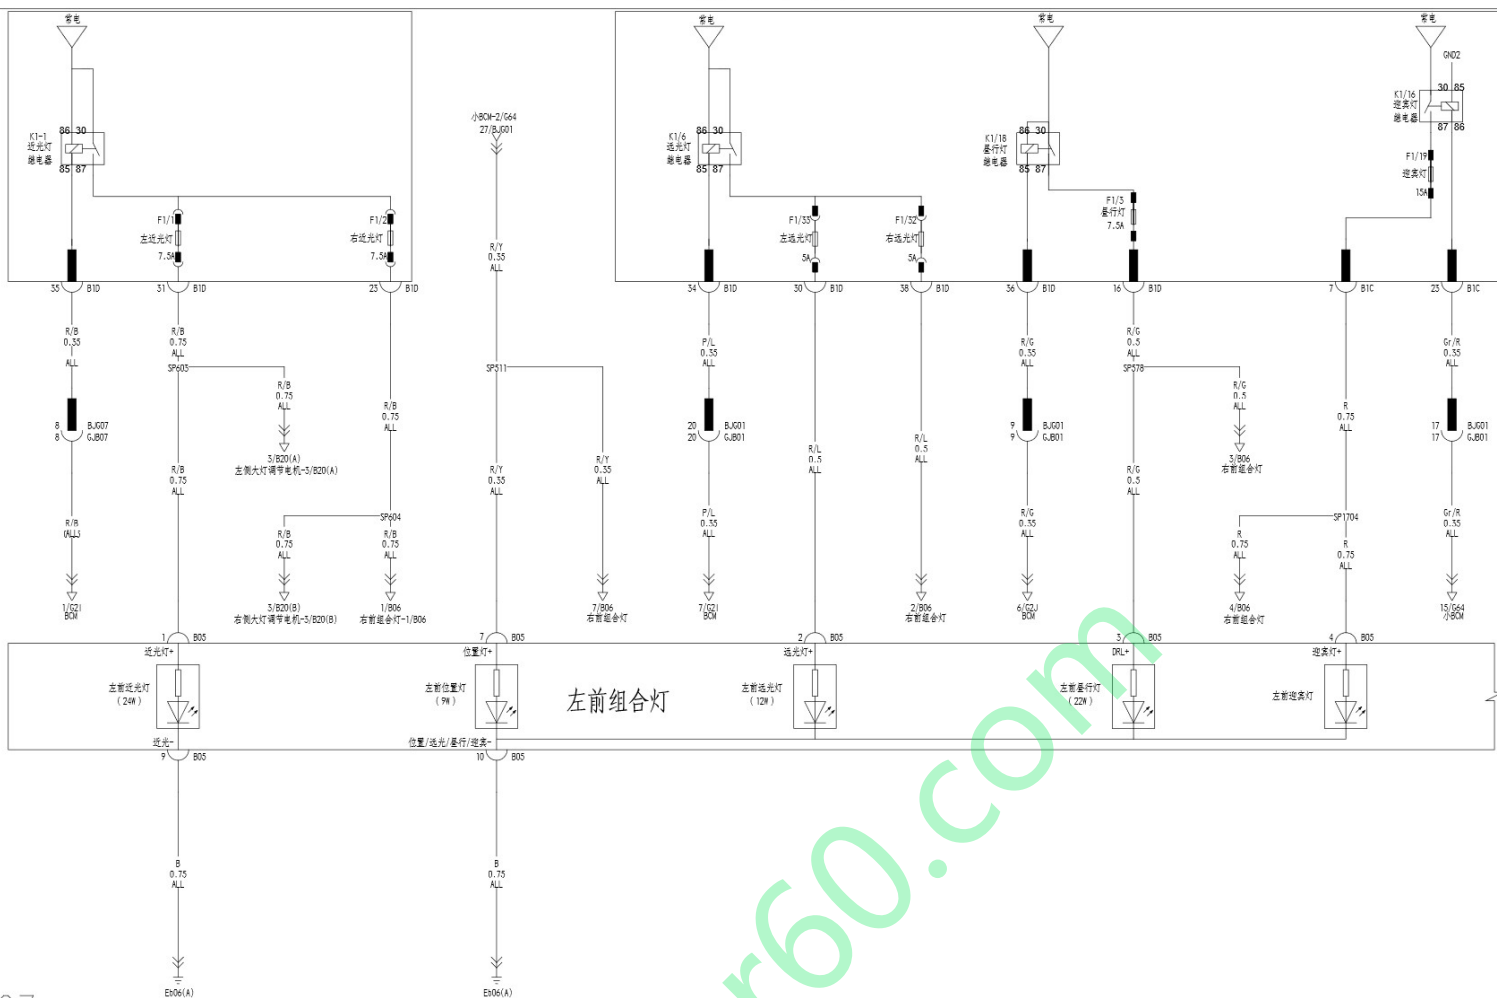 常电
常电
常电
常电
GND2
K1-1
近光灯
继电器
86 30
85 87
小BCM-2/G64
27/BJG01
K1/6
远光灯
继电器
86 30
85 87
K1/18
昼行灯
继电器
86 30
85 87
K1/16
迎宾灯
继电器
30 85
87 86
F1/19
迎宾灯
15A
F1/1
左近光灯
7.5A
F1/2
右近光灯
7.5A
F1/33
左远光灯
5A
F1/32
右远光灯
5A
F1/3
昼行灯
7.5A
35 B1D
31 B1D
23 B1D
34 B1D
30 B1D
38 B1D
36 B1D
16 B1D
7 B1C
23 B1C
R/B
0.35
ALL
R/B
0.75
ALL
R/Y
0.35
ALL
P/L
0.35
ALL
R/G
0.35
ALL
R/G
0.5
ALL
Gr/R
0.35
ALL
SP603
SP511
SP578
R/B
0.75
ALL
R/B
0.75
ALL
R/G
0.5
ALL
R
0.75
ALL
8 BJG07
8 GJB07
20 BJG01
20 GJB01
9 BJG01
9 GJB01
17 BJG01
17 GJB01
3/B20(A)
左侧大灯调节电机-3/B20(A)
3/B06
右前组合灯
R/B
0.75
ALL
R/Y
0.35
ALL
R/Y
0.35
ALL
R/L
0.5
ALL
R/L
0.5
ALL
R/G
0.5
ALL
SP604
SP1704
R/B
(ALL)
R/B
0.75
ALL
R/B
0.75
ALL
P/L
0.35
ALL
R/G
0.35
ALL
R
0.75
ALL
R
0.75
ALL
Gr/R
0.35
ALL
1/G21
BCM
3/B20(B)
右侧大灯调节电机-3/B20(B)
1/B06
右前组合灯-1/B06
7/B06
右前组合灯
7/G21
BCM
2/B06
右前组合灯
6/G2J
BCM
4/B06
右前组合灯
15/G64
小BCM
1 B05
7 B05
2 B05
3 B05
4 B05
近光灯+
位置灯+
远光灯+
DRL+
迎宾灯+
左前近光灯
(24W)
左前位置灯
(9W)
左前组合灯
左前远光灯
(12W)
左前昼行灯
(22W)
左前迎宾灯
近光-
位置/远光/昼行/迎宾-
9 B05
10 B05
B
0.75
ALL
B
0.75
ALL
Eb06(A)
Eb06(A)
r60.com